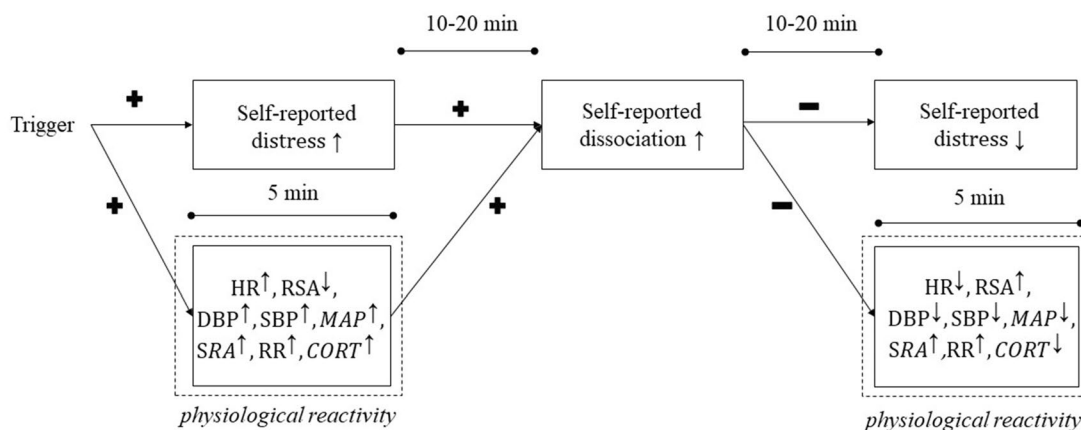 10-20 min
10-20 min
+
+
−
Trigger
Self-reported
distress ↑
Self-reported
dissociation ↑
Self-reported
distress ↓
5 min
+
+
−
5 min
HR↑, RSA↓,
DBP↑, SBP↑, MAP↑,
SRA↑, RR↑, CORT↑
physiological reactivity
HR↓, RSA↑,
DBP↓, SBP↓, MAP↓,
SRA↑,RR↑, CORT↓
physiological reactivity